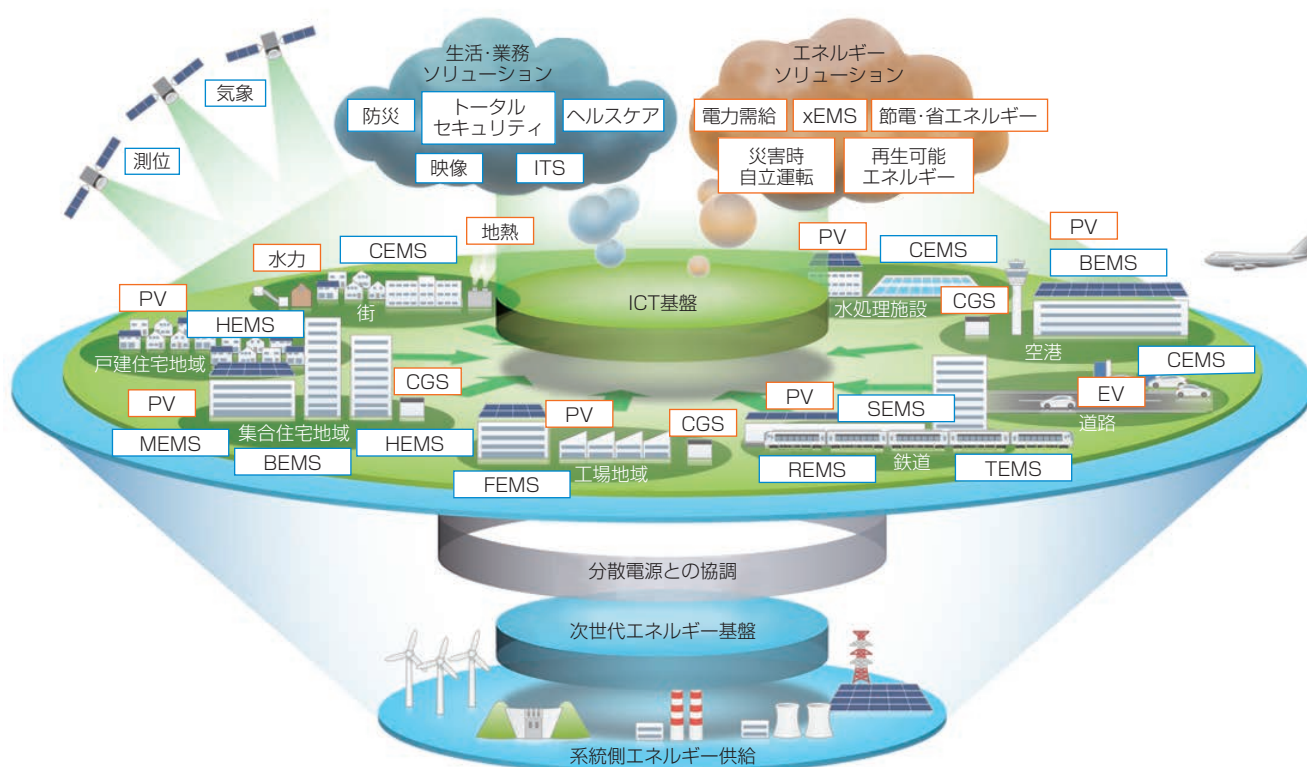 生活・業務
ソリューション
エネルギー
ソリューション
気象
防災
トータル
セキュリティ
ヘルスケア
電力需給
xEMS
節電・省エネルギー
測位
映像
ITS
災害時
自立運転
再生可能
エネルギー
地熱
PV
CEMS
PV
水力
CEMS
BEMS
PV
HEMS
街
ICT基盤
水処理施設
CGS
空港
戸建住宅地域
CEMS
CGS
EV
PV
PV
PV
SEMS
道路
MEMS
集合住宅地域
HEMS
CGS
BEMS
工場地域
REMS
鉄道
TEMS
FEMS
分散電源との協調
次世代エネルギー基盤
系統側エネルギー供給